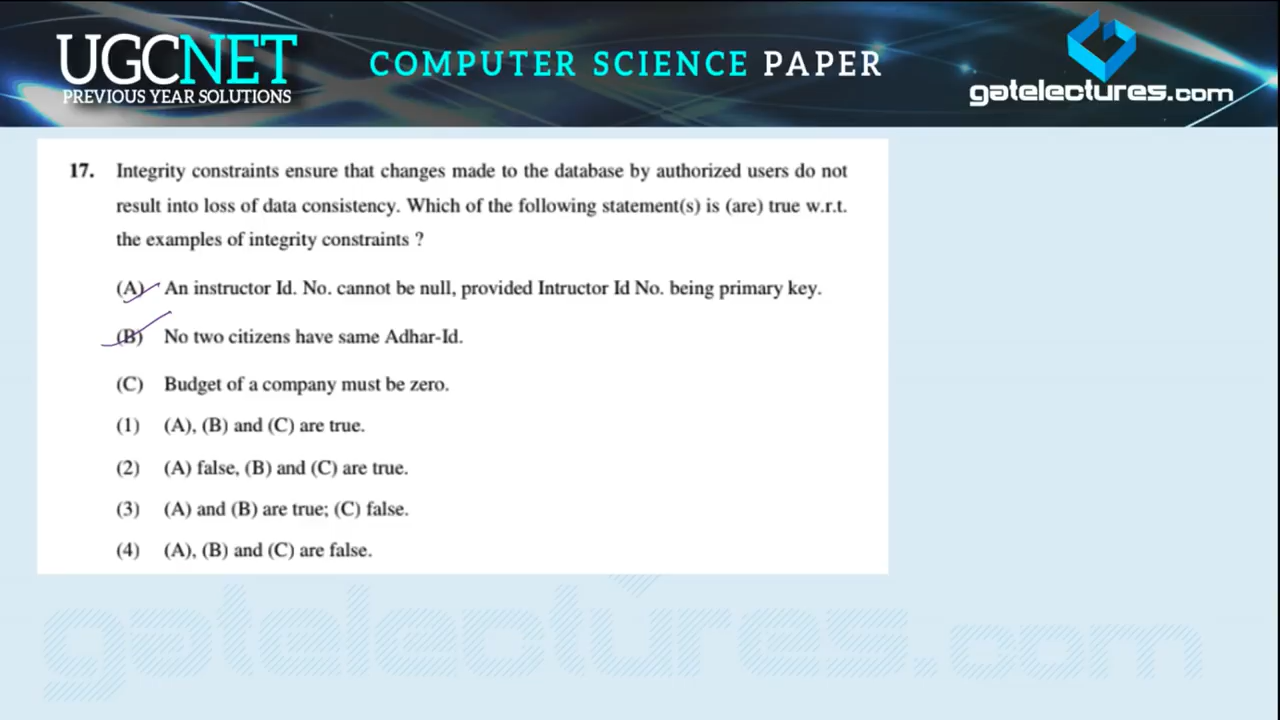 UGCNET
PREVIOUS YEAR SOLUTIONS
COMPUTER SCIENCE PAPER
gatelectures.com
17. Integrity constraints ensure that changes made to the database by authorized users do not
result into loss of data consistency. Which of the following statement(s) is (are) true w.r.t.
the examples of integrity constraints ?
(A) An instructor Id. No. cannot be null, provided Intructor Id No. being primary key.
(B) No two citizens have same Adhar-Id.
(C) Budget of a company must be zero.
(1) (A), (B) and (C) are true.
(2) (A) false, (B) and (C) are true.
(3) (A) and (B) are true; (C) false.
(4) (A), (B) and (C) are false.
gatelectures.com